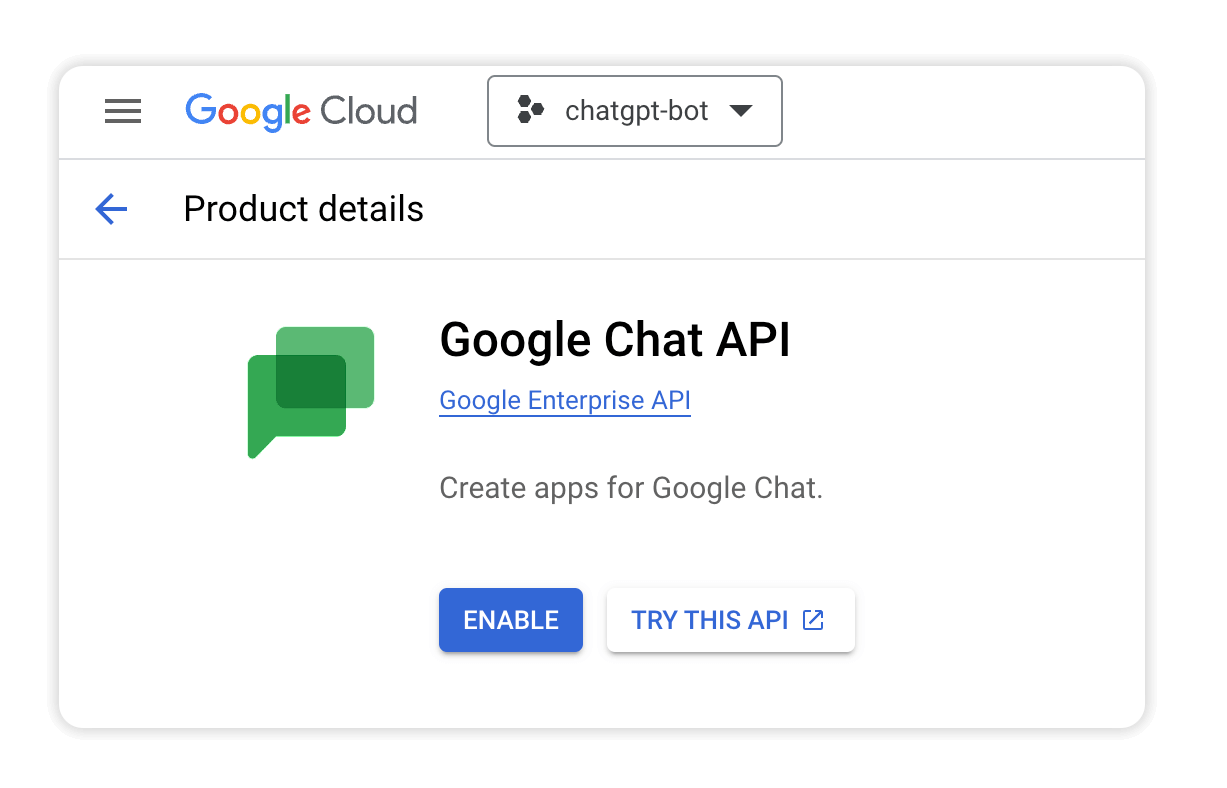 Google Cloud
chatgpt-bot
Product details
Google Chat API
Google Enterprise API
Create apps for Google Chat.
ENABLE
TRY THIS API